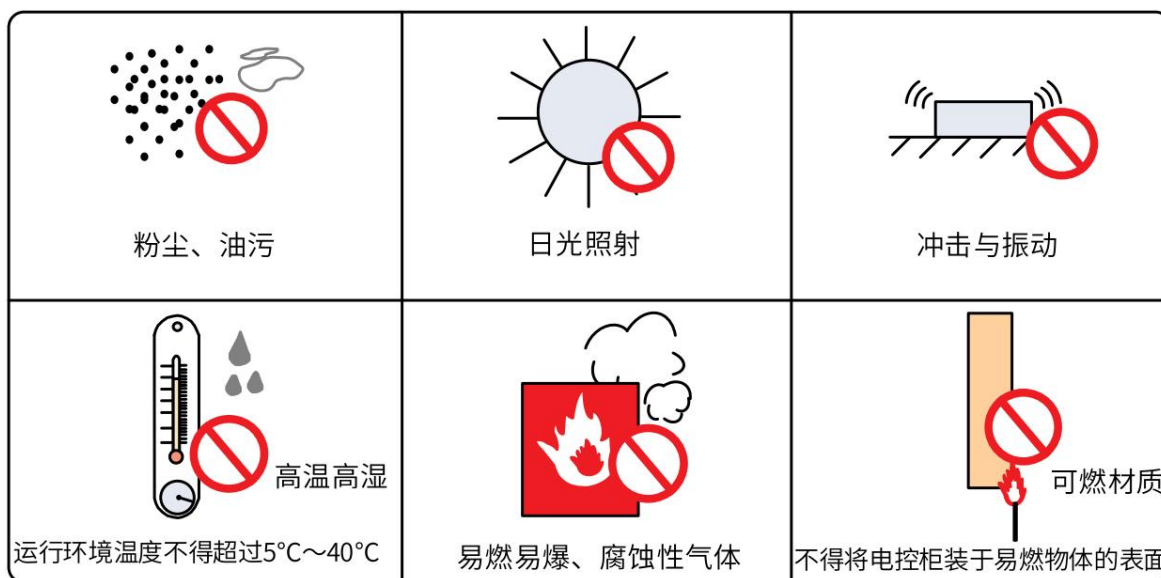 粉尘、油污
日光照射
冲击与振动
高温高湿
运行环境温度不得超过5℃～40℃
易燃易爆、腐蚀性气体
可燃材质
不得将电控柜装于易燃物体的表面